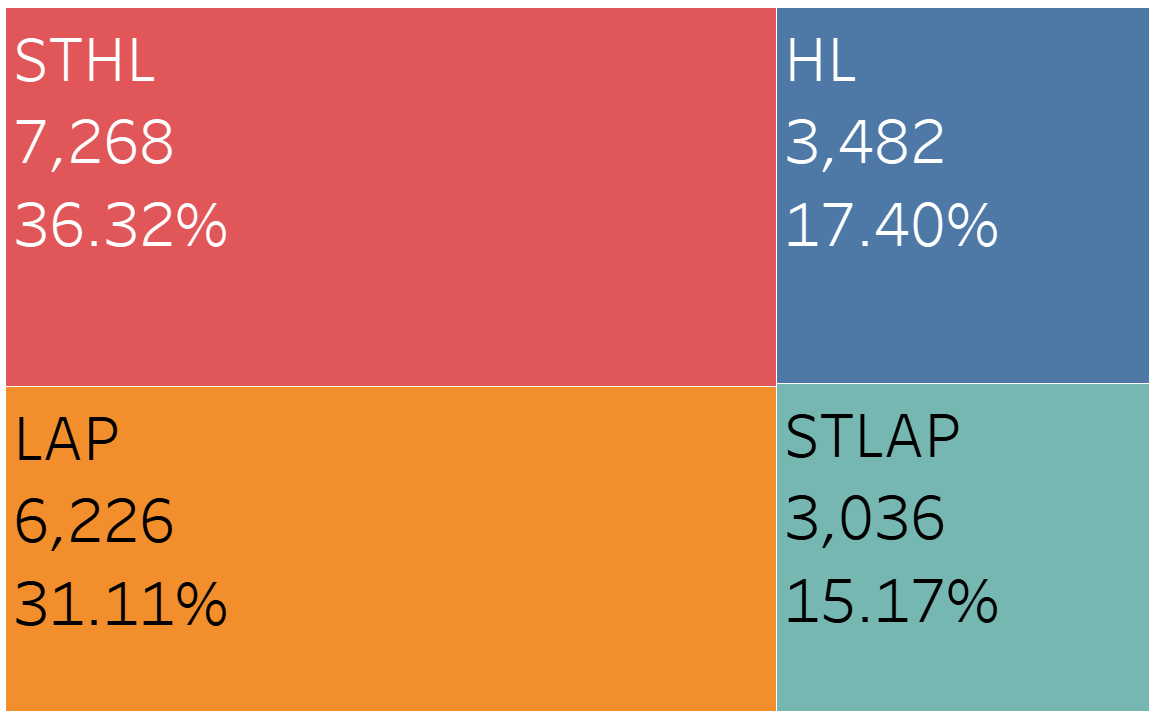 STHL
7,268
36.32%
HL
3,482
17.40%
LAP
6,226
31.11%
STLAP
3,036
15.17%